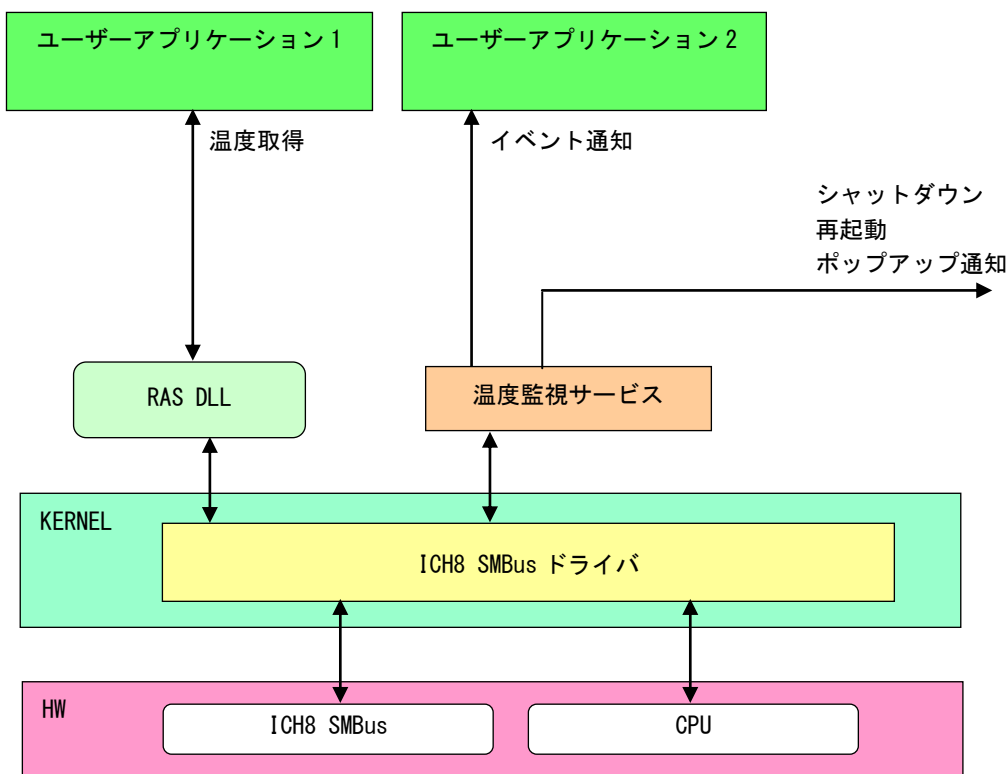 ユーザーアプリケーション1
ユーザーアプリケーション2
温度取得
イベント通知
シャットダウン
再起動
ポップアップ通知
RAS DLL
温度監視サービス
KERNEL
ICH8 SMBus ドライバ
HW
ICH8 SMBus
CPU